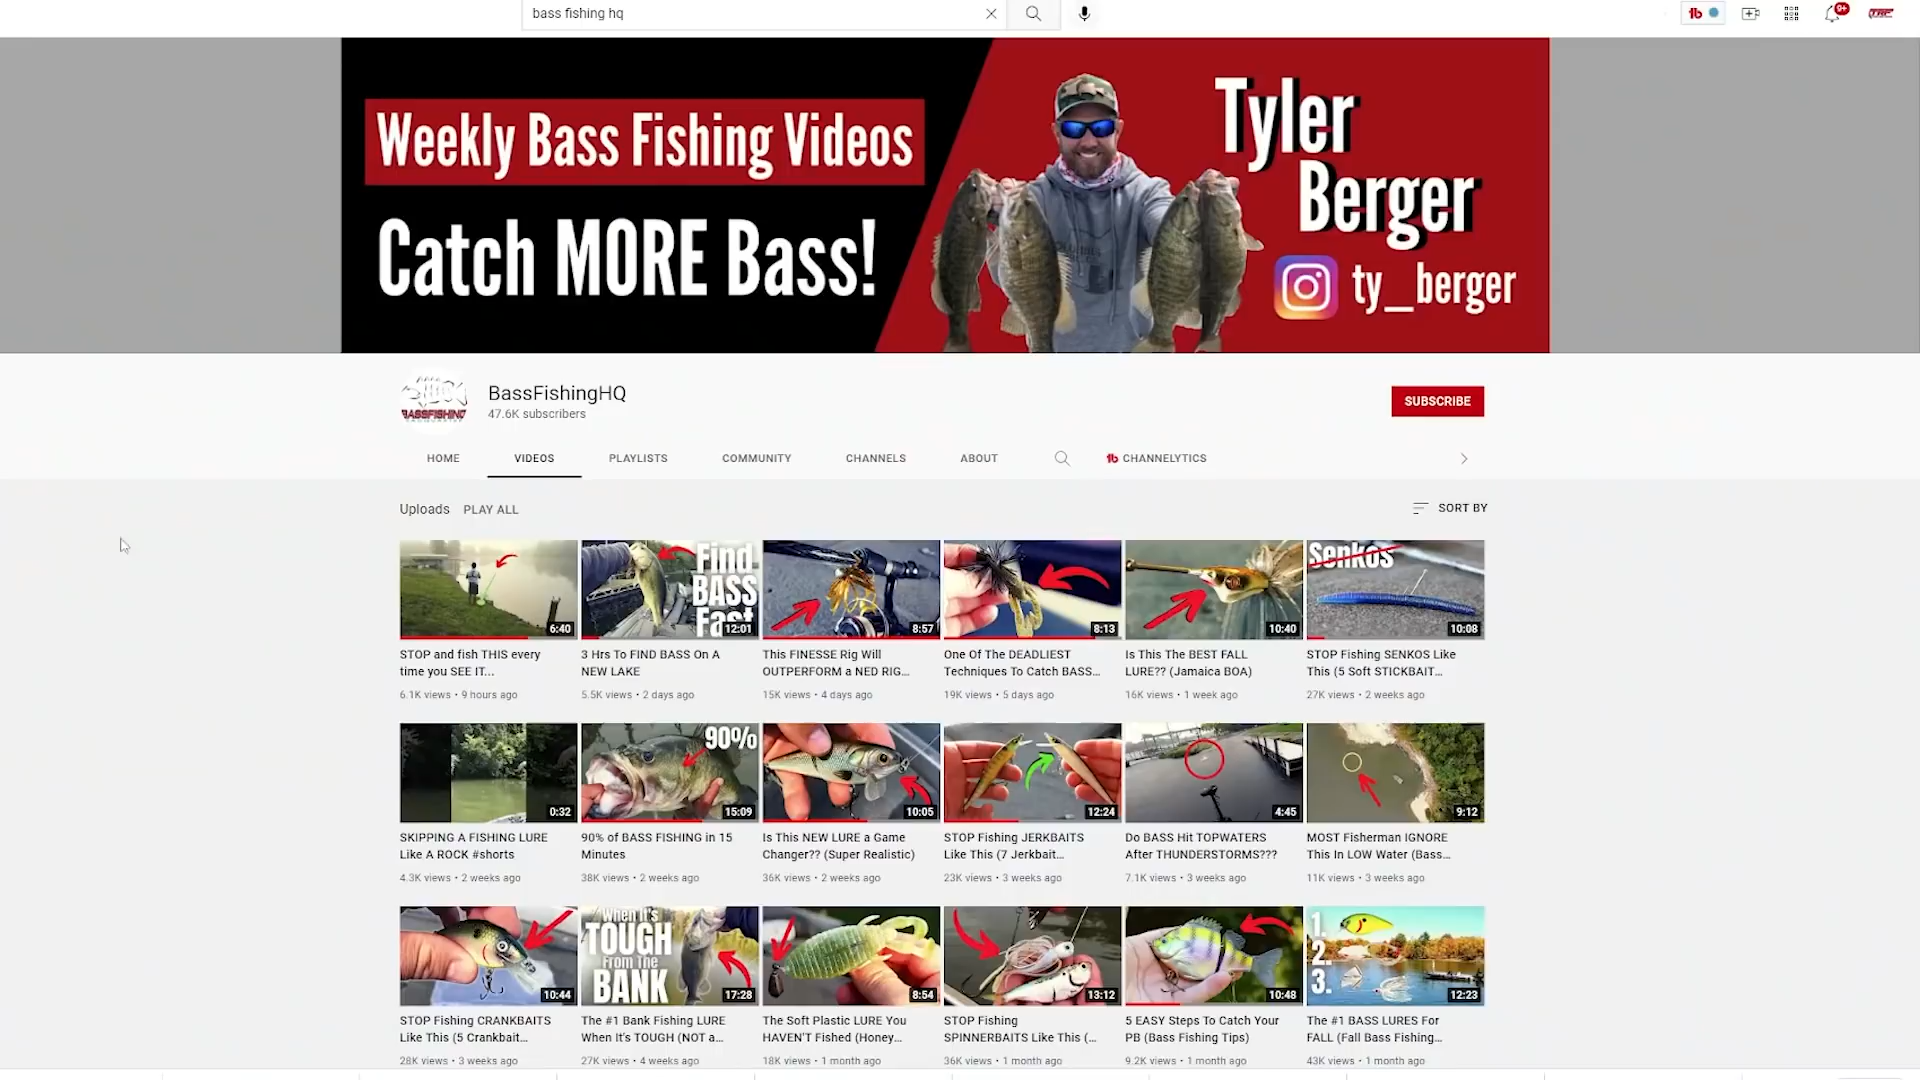 bass fishing hq
9+
Weekly Bass Fishing Videos
Catch MORE Bass!
Tyler
Berger
ty__berger
BASSFISHING
BassFishingHQ
47.6K subscribers
SUBSCRIBE
HOME
VIDEOS
PLAYLISTS
COMMUNITY
CHANNELS
ABOUT
CHANNELYTICS
Uploads
PLAY ALL
SORT BY
6:40
Find
BASS
Fast
12:01
8:57
8:13
10:40
Senkos
10:08
STOP and fish THIS every
time you SEE IT...
6.1K views • 9 hours ago
3 Hrs To FIND BASS On A
NEW LAKE
5.5K views • 2 days ago
This FINESSE Rig Will
OUTPERFORM a NED RIG...
15K views • 4 days ago
One Of The DEADLIEST
Techniques To Catch BASS...
19K views • 5 days ago
Is This The BEST FALL
LURE?? (Jamaica BOA)
16K views • 1 week ago
STOP Fishing SENKOS Like
This (5 Soft STICKBAIT...
27K views • 2 weeks ago
0:32
90%
15:09
10:05
12:24
4:45
9:12
SKIPPING A FISHING LURE
Like A ROCK #shorts
4.3K views • 2 weeks ago
90% of BASS FISHING in 15
Minutes
38K views • 2 weeks ago
Is This NEW LURE a Game
Changer?? (Super Realistic)
36K views • 2 weeks ago
STOP Fishing JERKBAITS
Like This (7 Jerkbait...
23K views • 3 weeks ago
Do BASS Hit TOPWATERS
After THUNDERSTORMS???
7.1K views • 3 weeks ago
MOST Fisherman IGNORE
This In LOW Water (Bass...
11K views • 3 weeks ago
10:44
When it's
TOUGH
From The
BANK
17:28
8:54
13:12
10:48
1.
2.
3.
12:23
STOP Fishing CRANKBAITS
Like This (5 Crankbait...
28K views • 3 weeks ago
The #1 Bank Fishing LURE
When It's TOUGH (NOT a...
27K views • 4 weeks ago
The Soft Plastic LURE You
HAVEN'T Fished (Honey...
18K views • 1 month ago
STOP Fishing
SPINNERBAITS Like This (...
36K views • 1 month ago
5 EASY Steps To Catch Your
PB (Bass Fishing Tips)
9.2K views • 1 month ago
The #1 BASS LURES For
FALL (Fall Bass Fishing...
43K views • 1 month ago